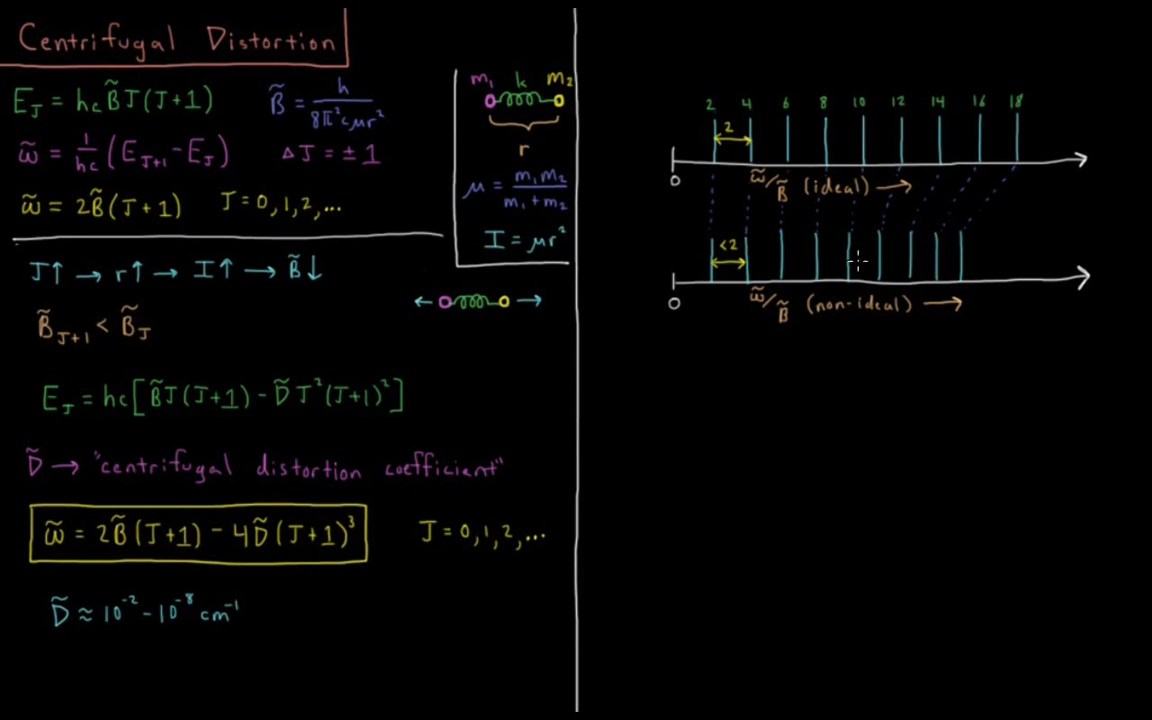 Centrifugal Distortion
E_J = hcB̃J(J+1)    B̃ = h / 8π²cμr²
ω̃ = 1/hc (E_{J+1} - E_J)    ΔJ = ±1
ω̃ = 2B̃(J+1)    J = 0,1,2,...
m₁ k m₂
r
μ = m₁m₂ / m₁+m₂
I = μr²
J↑ → r↑ → I↑ → B̃↓
B̃_{J+1} < B̃_J
E_J = hc[B̃J(J+1) - D̃J²(J+1)²]
D̃ → "centrifugal distortion coefficient"
ω̃ = 2B̃(J+1) - 4D̃(J+1)³    J = 0,1,2,...
D̃ ≈ 10⁻² - 10⁻⁸ cm⁻¹
2 4 6 8 10 12 14 16 18
2
0 ω̃/B̃ (ideal) →
<2
0 ω̃/B̃ (non-ideal) →